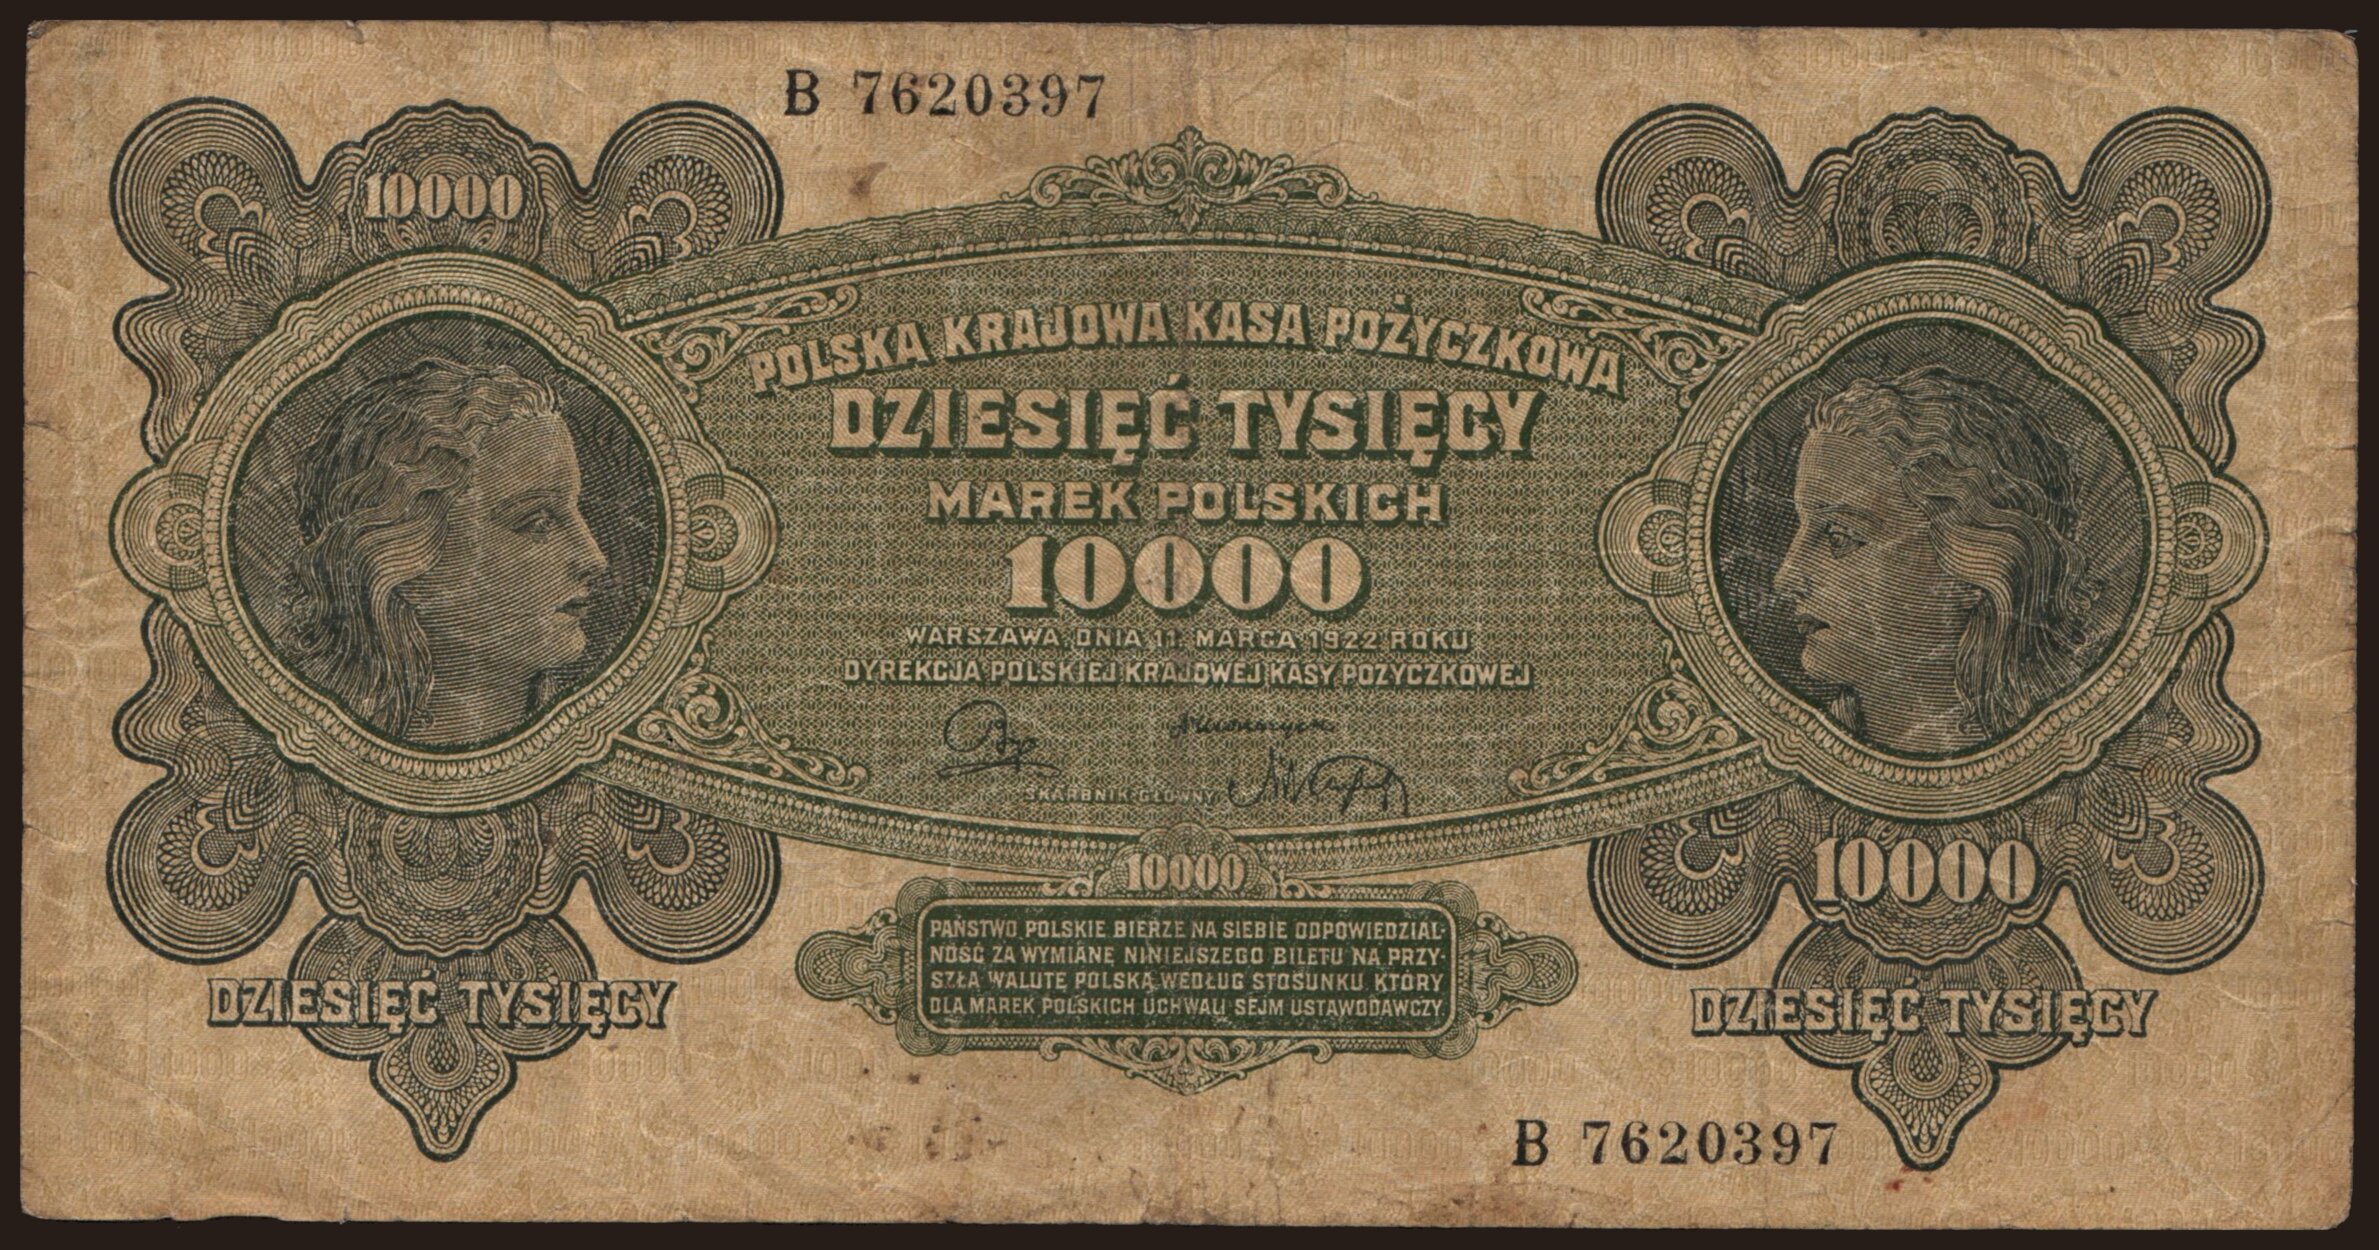 B 7620397
10000
POLSKA KRAJOWA KASA POŻYCZKOWA
DZIESIĘĆ TYSIĘCY
MAREK POLSKICH
10000
WARSZAWA, DNIA 11. MARCA 1922 ROKU
DYREKCJA POLSKIEJ KRAJOWEJ KASY POŻYCZKOWEJ
SKARBNIK GŁÓWNY
10000
10000
PAŃSTWO POLSKIE BIERZE NA SIEBIE ODPOWIEDZIAL-
NOŚĆ ZA WYMIANĘ NINIEJSZEGO BILETU NA PRZY-
SZŁĄ WALUTĘ POLSKĄ WEDŁUG STOSUNKU, KTÓRY
DLA MAREK POLSKICH UCHWALI SEJM USTAWODAWCZY.
DZIESIĘĆ TYSIĘCY
DZIESIĘĆ TYSIĘCY
B 7620397